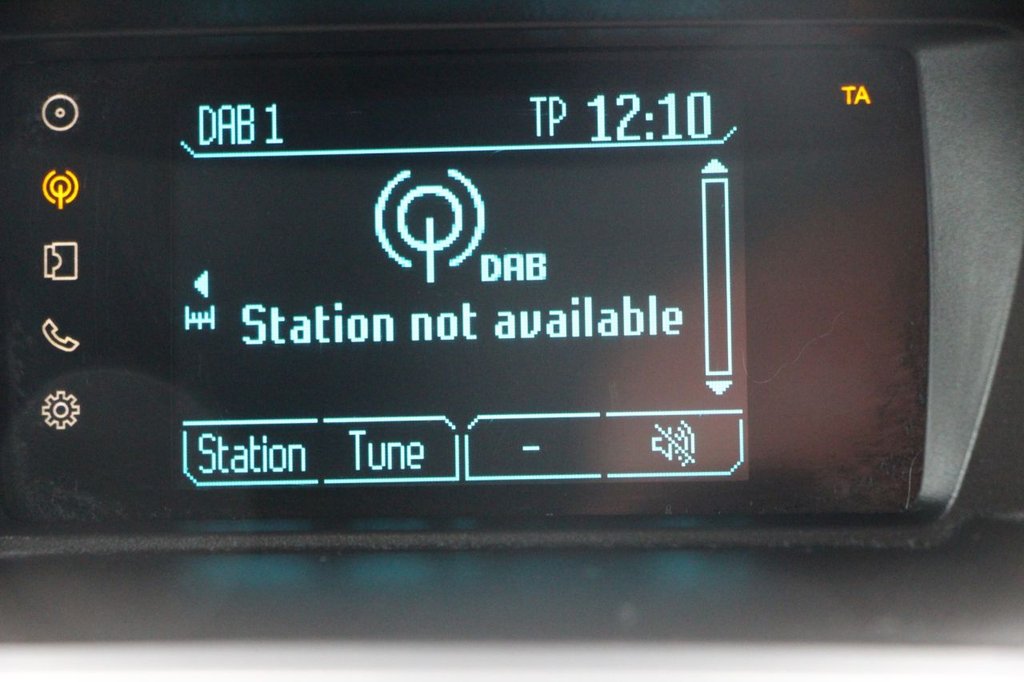 DAB 1 TP 12:10 TA
DAB
Station not available
Station Tune -